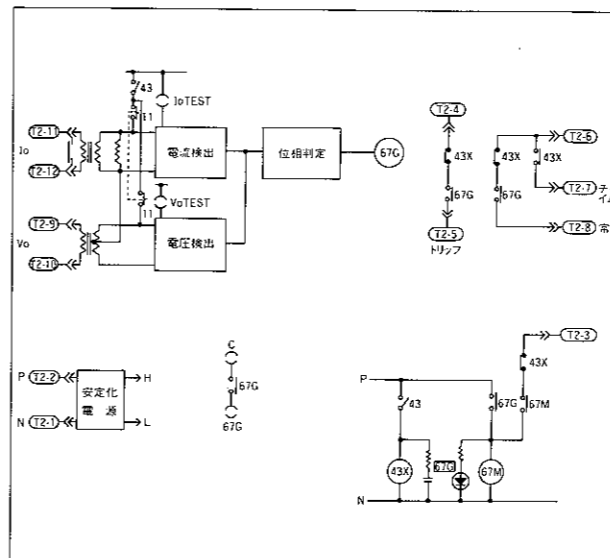 43
IoTEST
11
T2-11
Io
T2-12
電流検出
位相判定
67G
VoTEST
11
T2-9
Vo
T2-10
電圧検出
T2-4
43X
67G
T2-5
トリップ
T2-6
43X
43X
T2-7
67G
T2-8
常
P
T2-2
N
T2-1
安定化
電源
H
L
C
67G
67G
T2-3
43X
P
43
67G
67M
43X
67G
67M
N